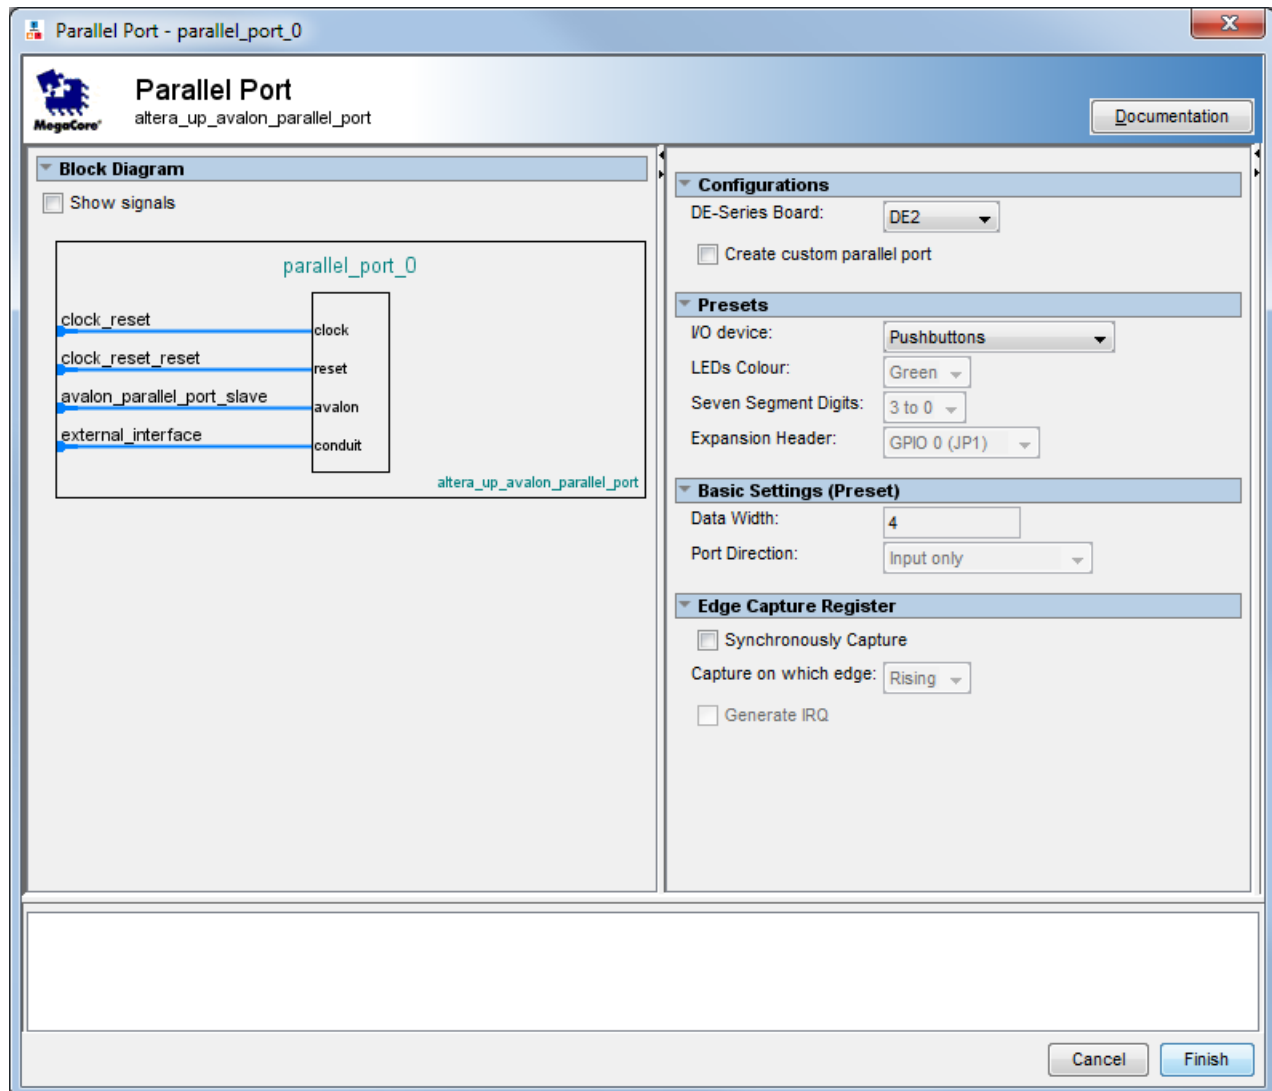 Parallel Port - parallel_port_0
MegaCore®
Parallel Port
altera_up_avalon_parallel_port
Documentation
Block Diagram
Show signals
parallel_port_0
clock_reset
clock
clock_reset_reset
reset
avalon_parallel_port_slave
avalon
external_interface
conduit
altera_up_avalon_parallel_port
Configurations
DE-Series Board: DE2
Create custom parallel port
Presets
I/O device: Pushbuttons
LEDs Colour: Green
Seven Segment Digits: 3 to 0
Expansion Header: GPIO 0 (JP1)
Basic Settings (Preset)
Data Width: 4
Port Direction: Input only
Edge Capture Register
Synchronously Capture
Capture on which edge: Rising
Generate IRQ
Cancel Finish